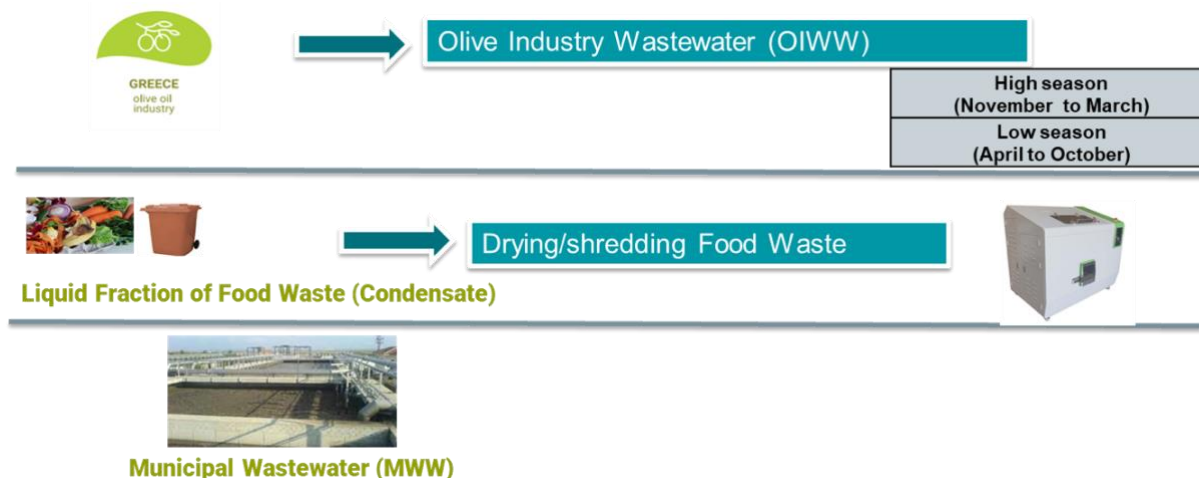 GREECE
olive oil
industry
Olive Industry Wastewater (OIWW)
High season
(November to March)
Low season
(April to October)
Drying/shredding Food Waste
Liquid Fraction of Food Waste (Condensate)
Municipal Wastewater (MWW)